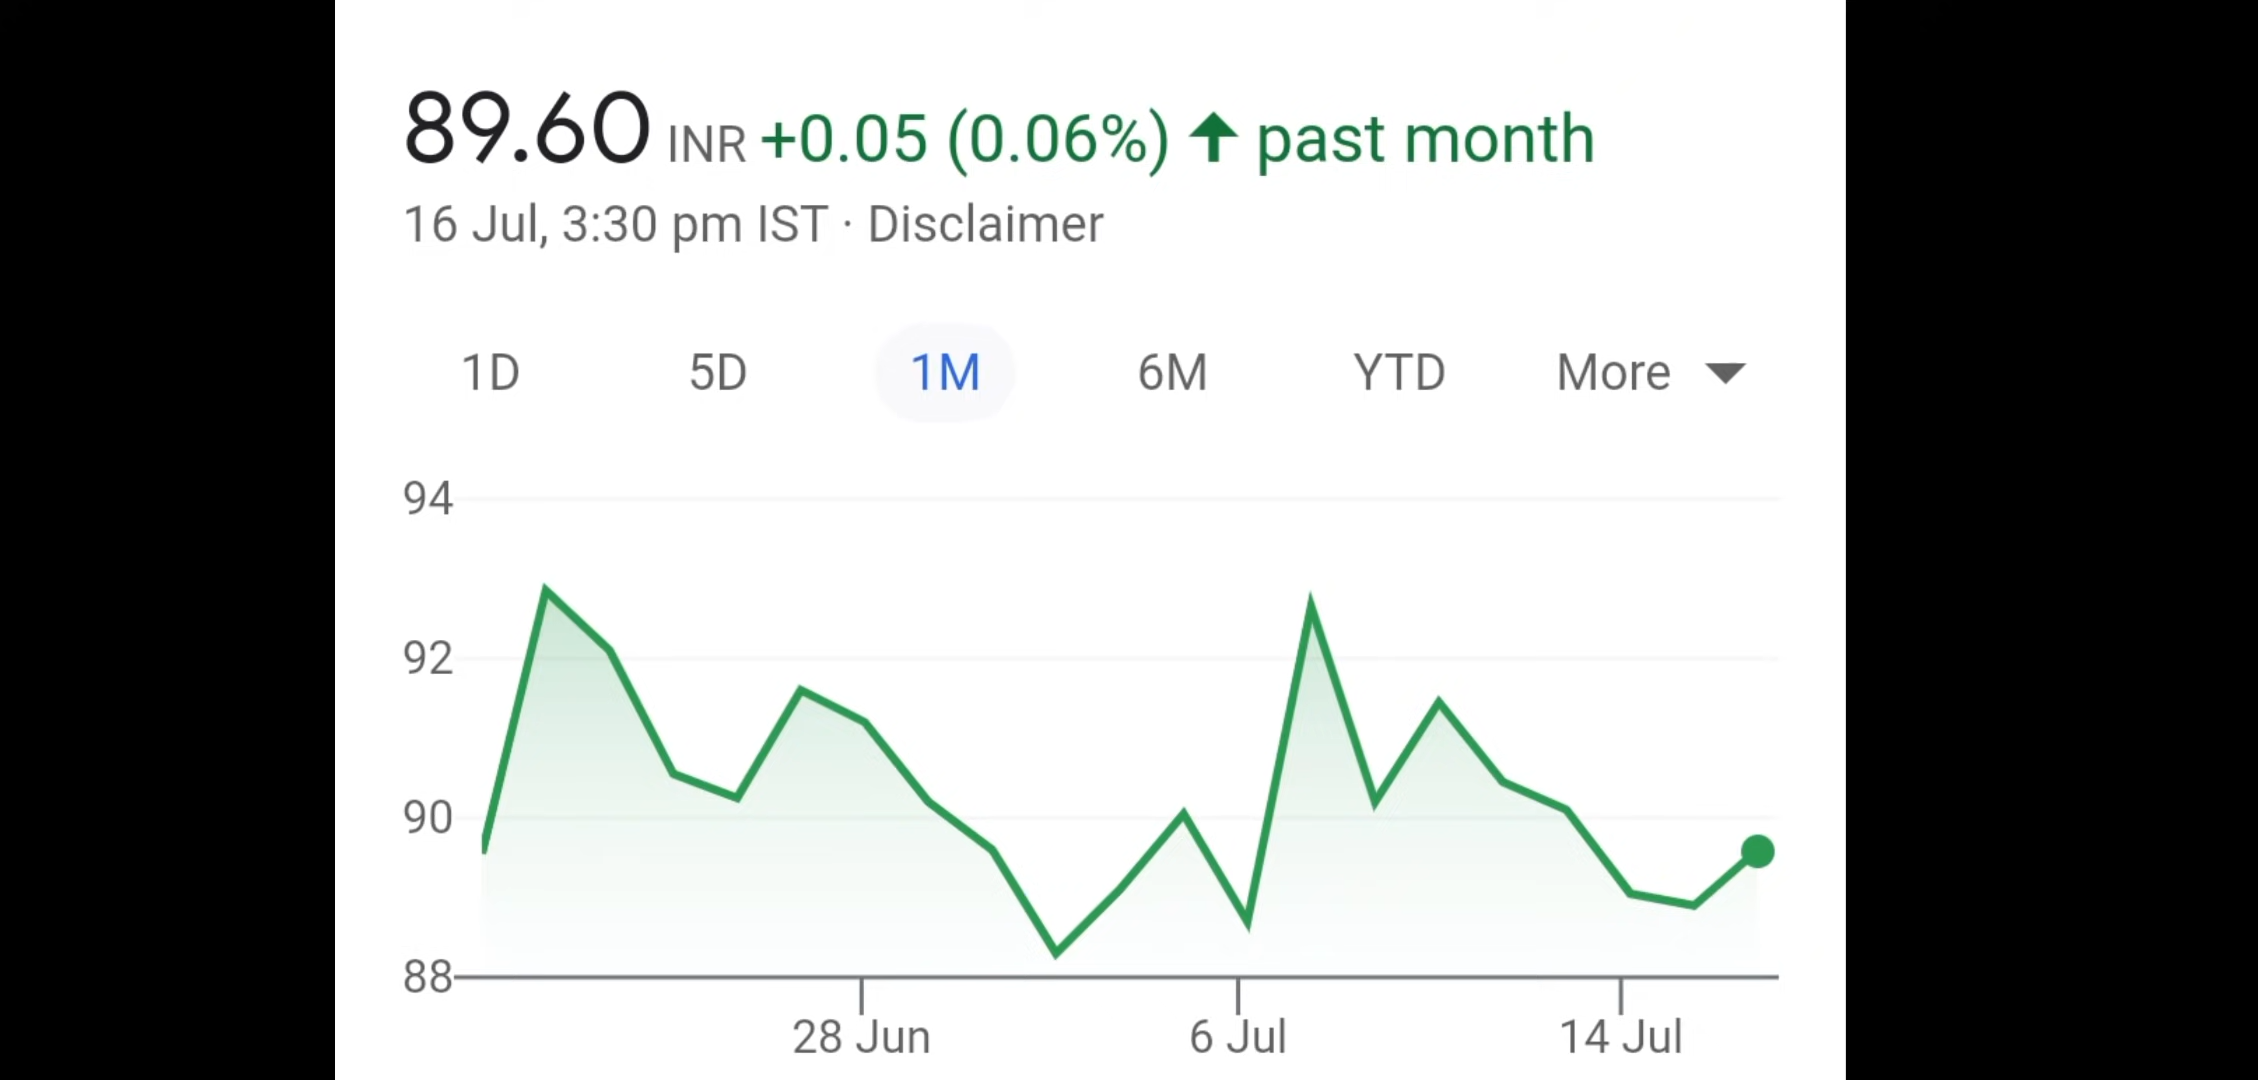 89.60 INR +0.05 (0.06%) ↑ past month
16 Jul, 3:30 pm IST · Disclaimer
1D 5D 1M 6M YTD More
94
92
90
88
28 Jun 6 Jul 14 Jul